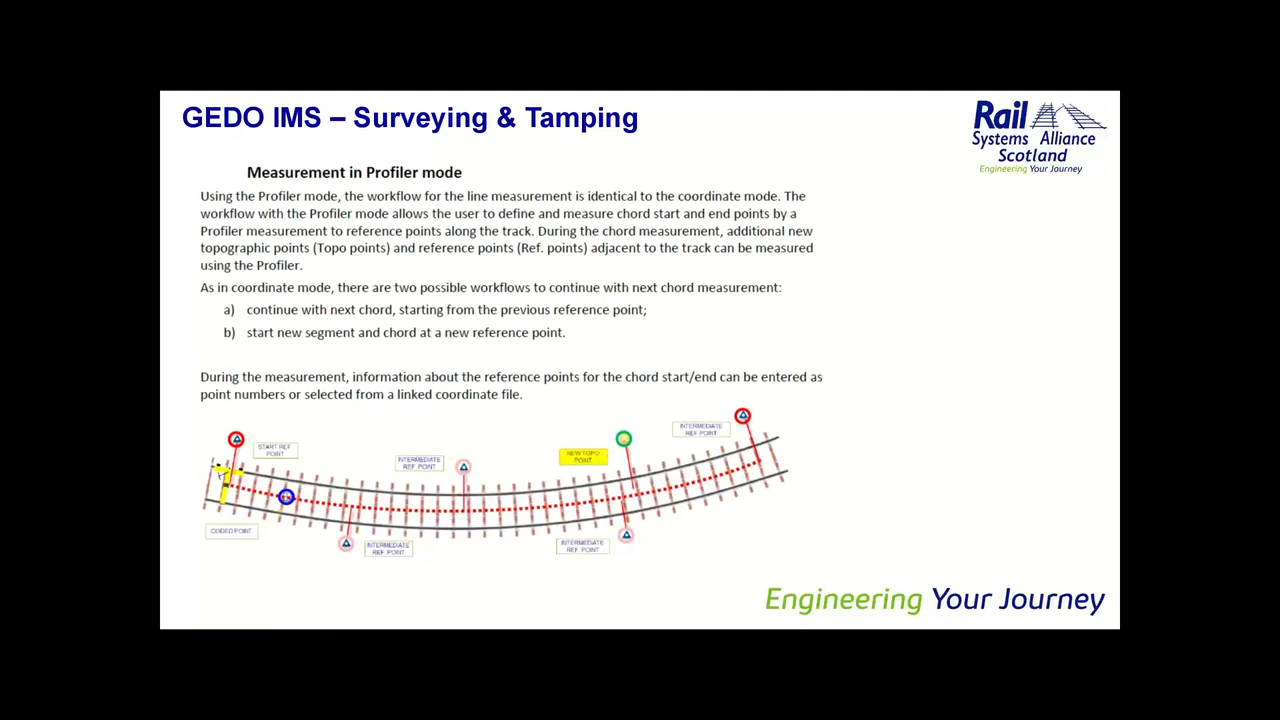 GEDO IMS – Surveying & Tamping
Rail
Systems Alliance
Scotland
Engineering Your Journey
Measurement in Profiler mode
Using the Profiler mode, the workflow for the line measurement is identical to the coordinate mode. The
workflow with the Profiler mode allows the user to define and measure chord start and end points by a
Profiler measurement to reference points along the track. During the chord measurement, additional new
topographic points (Topo points) and reference points (Ref. points) adjacent to the track can be measured
using the Profiler.
As in coordinate mode, there are two possible workflows to continue with next chord measurement:
a) continue with next chord, starting from the previous reference point;
b) start new segment and chord at a new reference point.
During the measurement, information about the reference points for the chord start/end can be entered as
point numbers or selected from a linked coordinate file.
START REF
POINT
INTERMEDIATE
REF POINT
NEW TOPO
POINT
INTERMEDIATE
REF POINT
CODED POINT
INTERMEDIATE
REF POINT
INTERMEDIATE
REF POINT
Engineering Your Journey